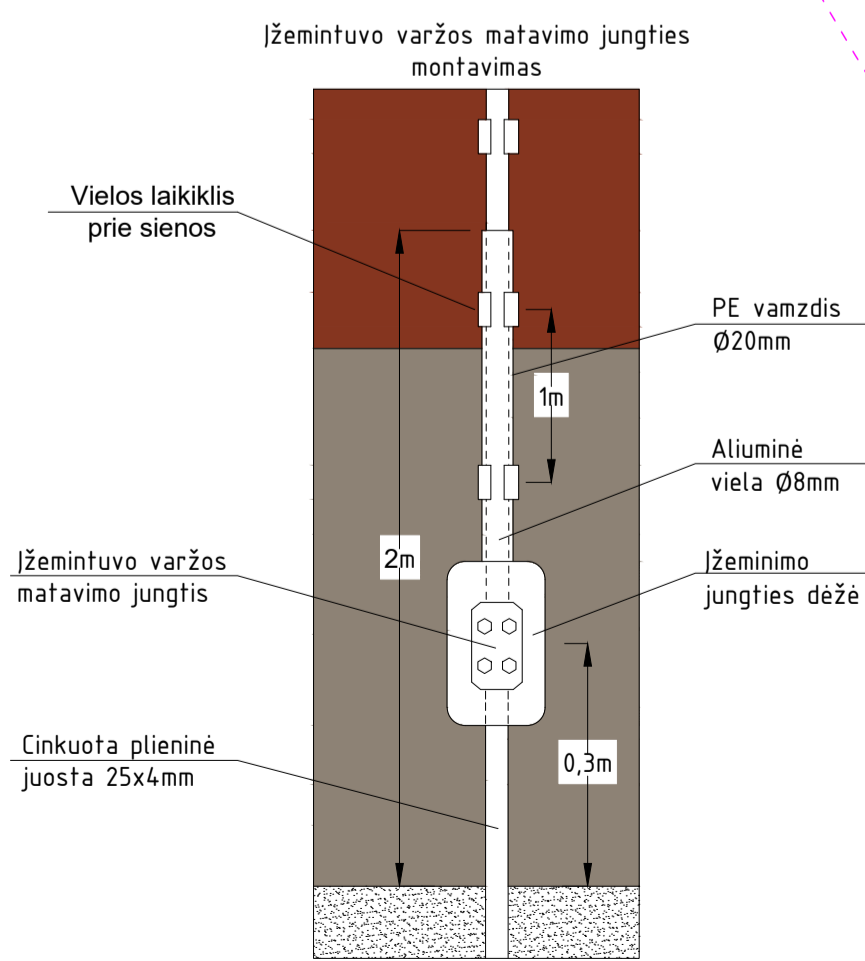 Įžemintuvo varžos matavimo jungties
montavimas
Vielos laikiklis
prie sienos
PE vamzdis
Ø20mm
1m
Aliuminė
viela Ø8mm
2m
Įžemintuvo varžos
matavimo jungtis
Įžeminimo
jungties dėžė
Cinkuota plieninė
juosta 25x4mm
0,3m